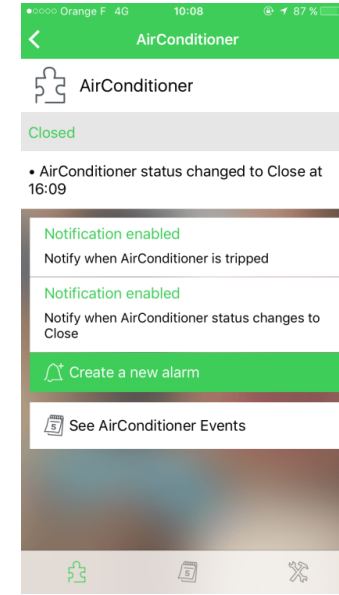 Orange F 4G 10:08 87 %
AirConditioner
AirConditioner
Closed
• AirConditioner status changed to Close at
16:09
Notification enabled
Notify when AirConditioner is tripped
Notification enabled
Notify when AirConditioner status changes to
Close
Create a new alarm
5 See AirConditioner Events
5